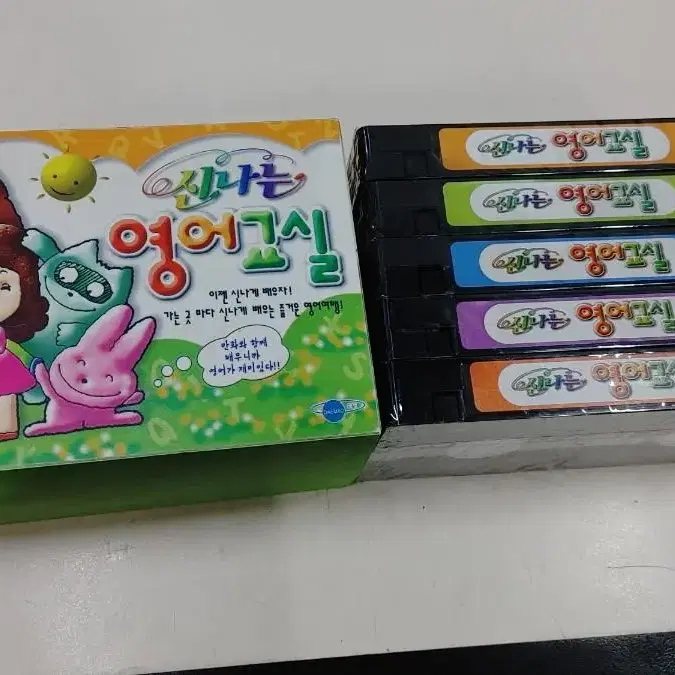 신나는
영어교실
이젠 신나게 배우자!
가는 곳 마다 신나게 배우는 즐거운 영어여행!
만화와 함께
배우니까
영어가 재미있다!!
신나는 영어교실
신나는 영어교실
신나는 영어교실
신나는 영어교실
신나는 영어교실